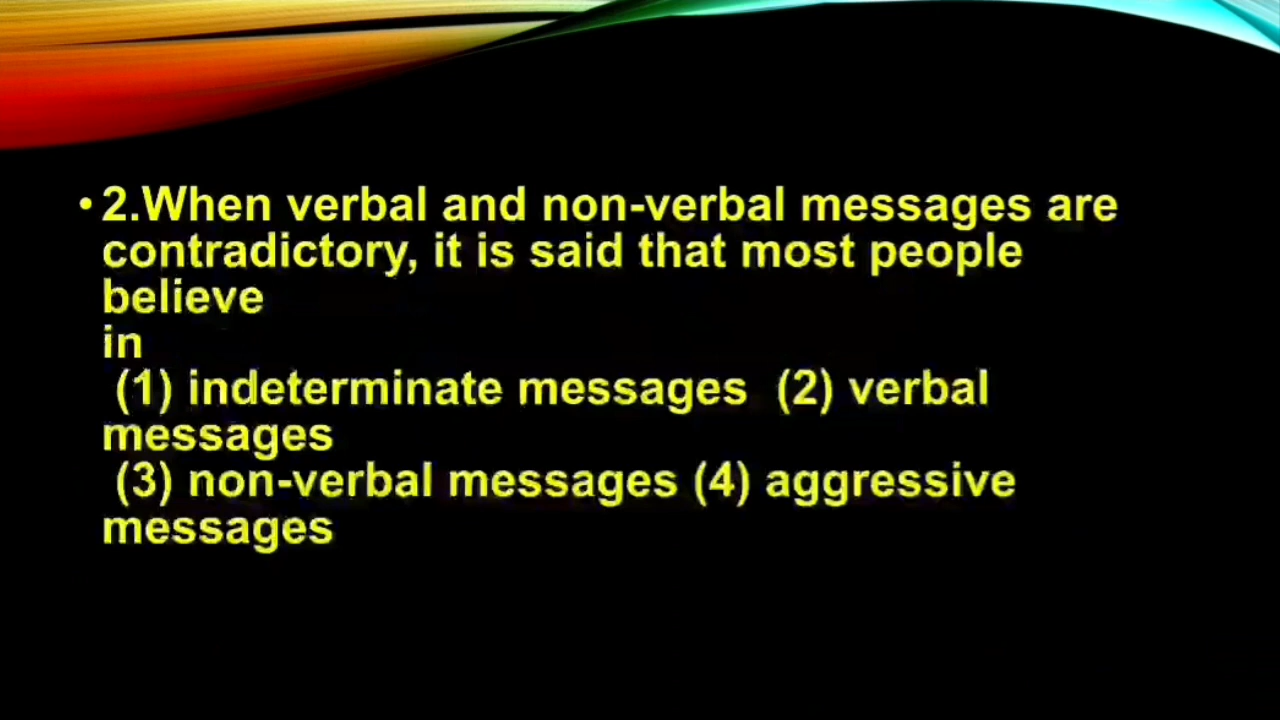 • 2.When verbal and non-verbal messages are
contradictory, it is said that most people
believe
in
(1) indeterminate messages (2) verbal
messages
(3) non-verbal messages (4) aggressive
messages